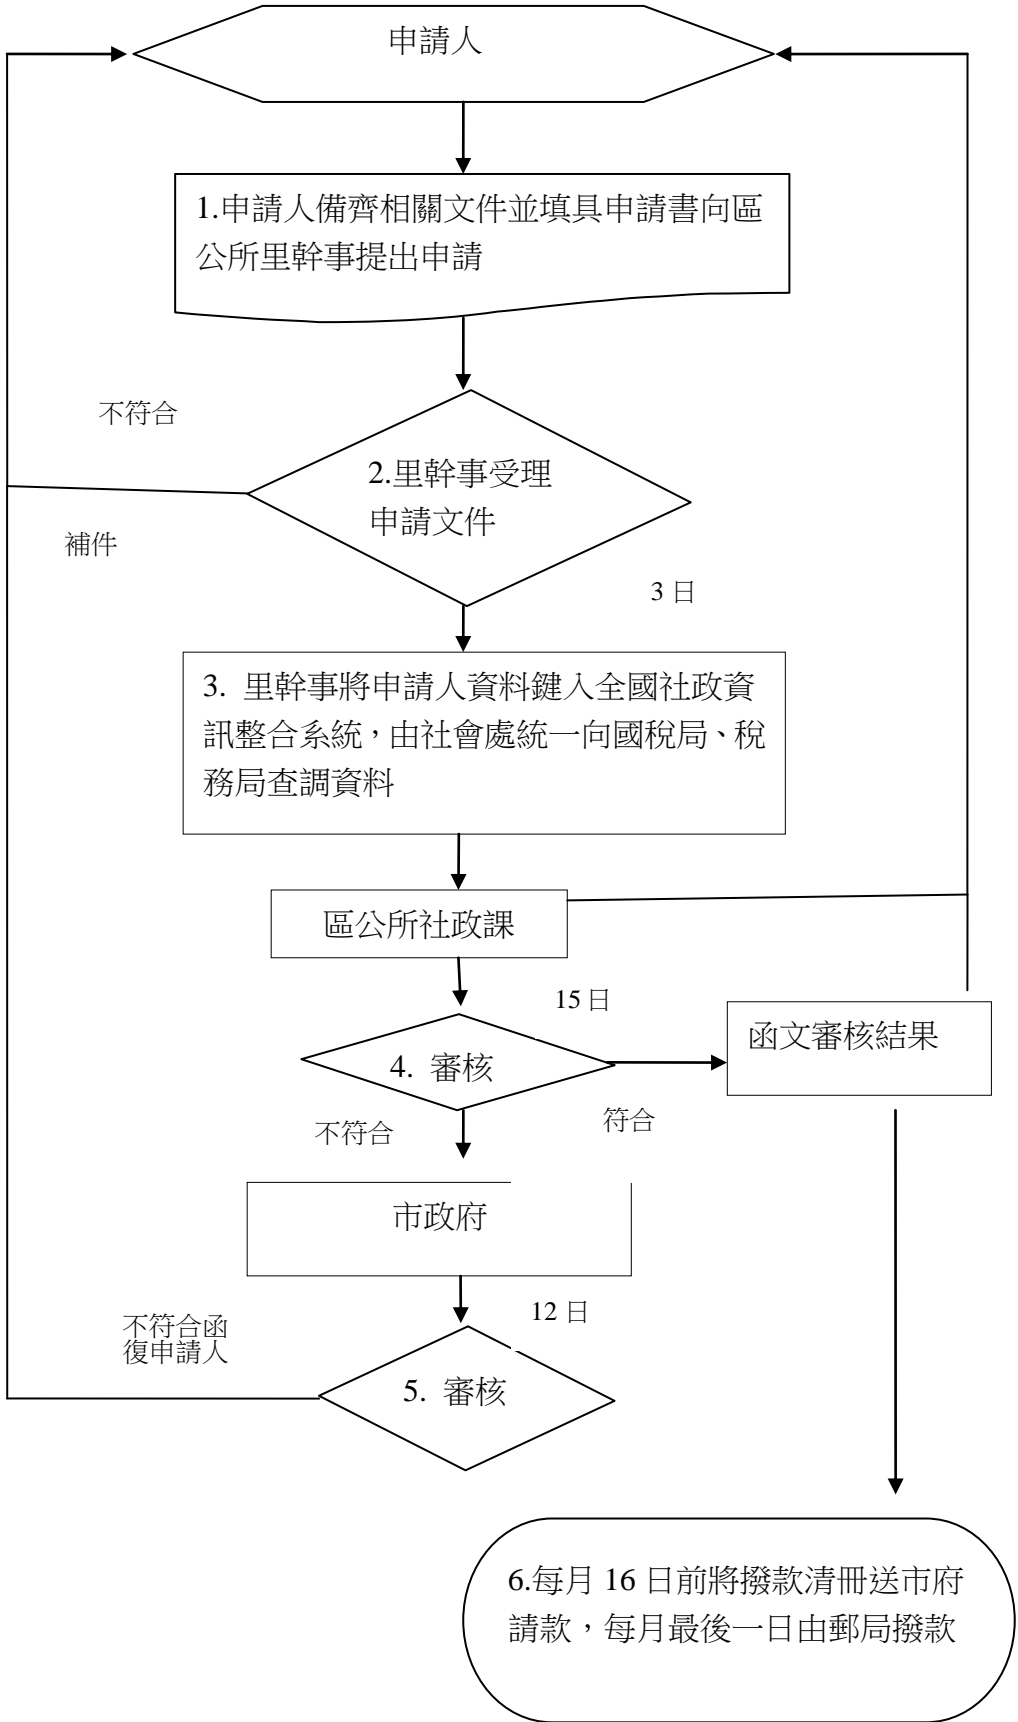 申請人
1.申請人備齊相關文件並填具申請書向區
公所里幹事提出申請
不符合
2.里幹事受理
申請文件
補件
3 日
3. 里幹事將申請人資料鍵入全國社政資
訊整合系統，由社會處統一向國稅局、稅
務局查調資料
區公所社政課
15 日
函文審核結果
4. 審核
不符合
符合
市政府
12 日
不符合函
復申請人
5. 審核
6.每月 16 日前將撥款清冊送市府
請款，每月最後一日由郵局撥款